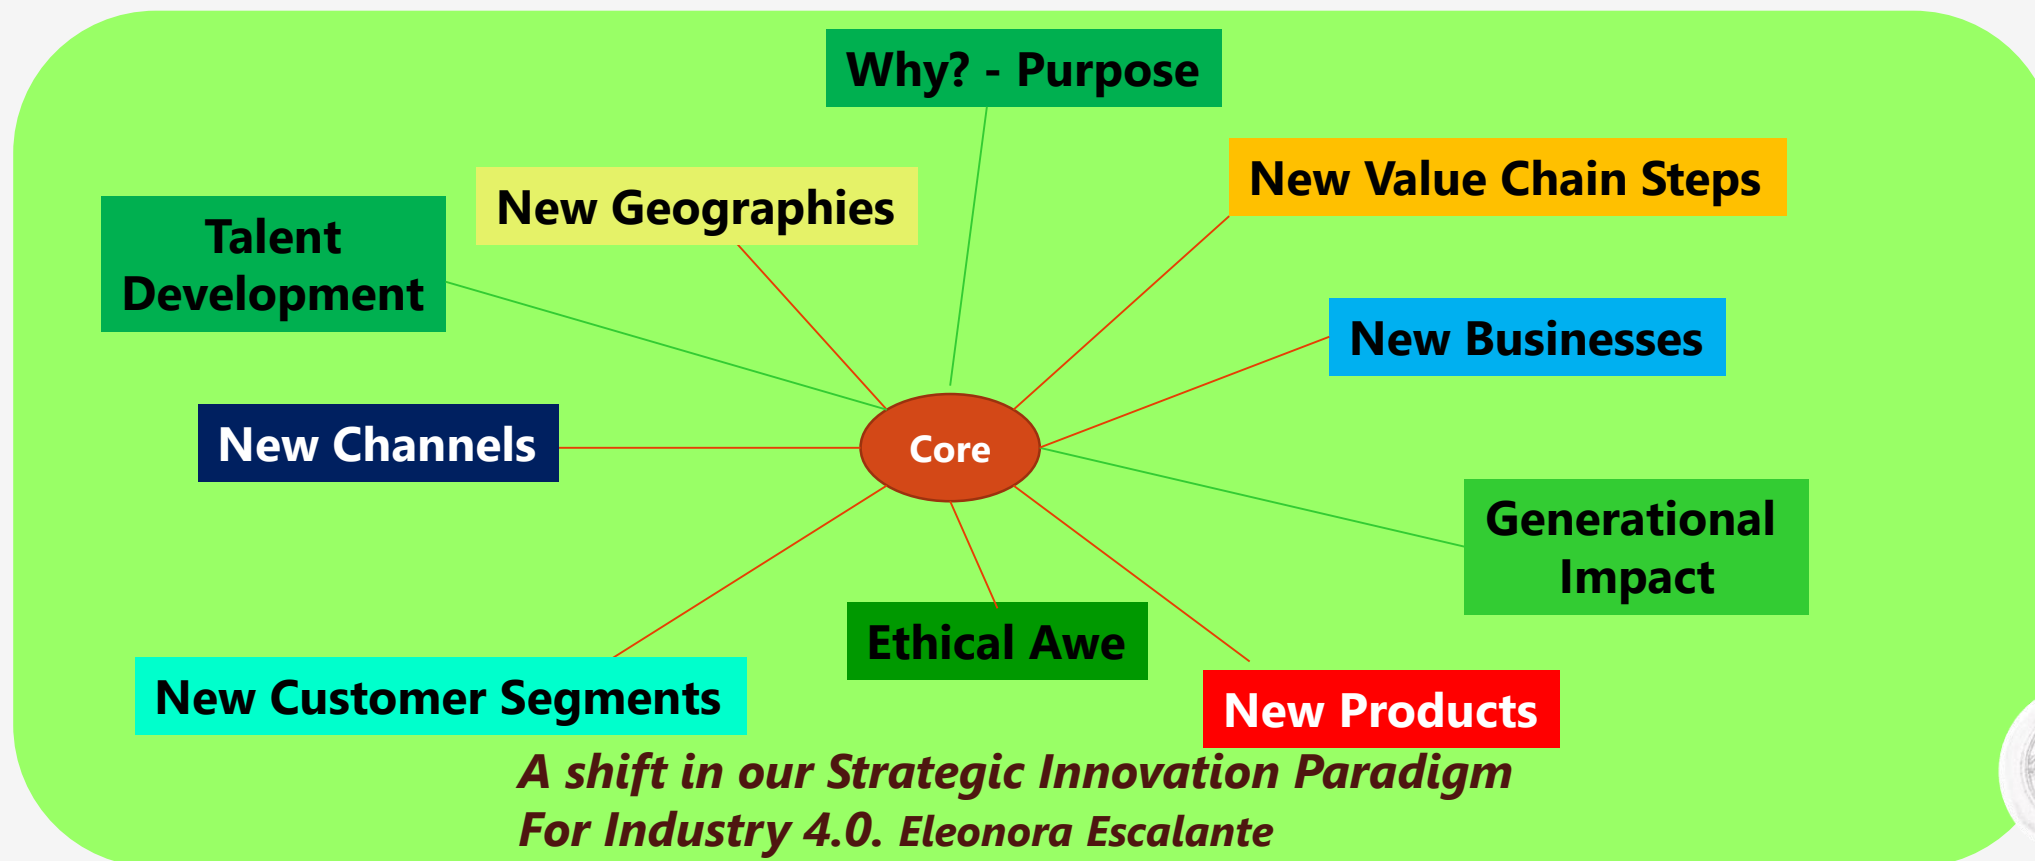 Why? - Purpose
New Value Chain Steps
New Geographies
Talent
Development
New Businesses
New Channels
Core
Generational
Impact
Ethical Awe
New Customer Segments
New Products
A shift in our Strategic Innovation Paradigm
For Industry 4.0. Eleonora Escalante